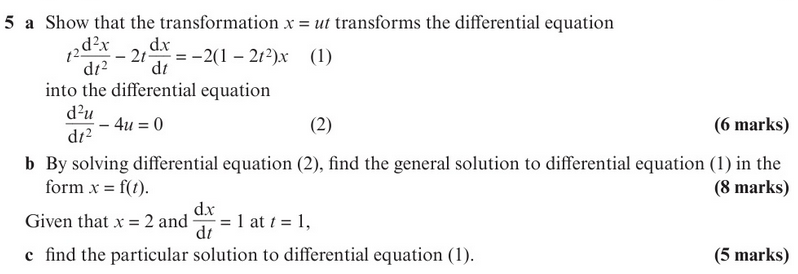 5 a Show that the transformation x = ut transforms the differential equation
t² d²x/dt² − 2t dx/dt = −2(1 − 2t²)x (1)
into the differential equation
d²u/dt² − 4u = 0 (2) (6 marks)
b By solving differential equation (2), find the general solution to differential equation (1) in the
form x = f(t). (8 marks)
Given that x = 2 and dx/dt = 1 at t = 1,
c find the particular solution to differential equation (1). (5 marks)